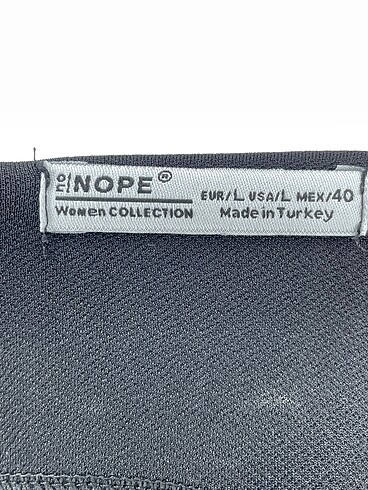 no NOPE®
Women COLLECTION
EUR/L USA/L MEX/40
Made in Turkey